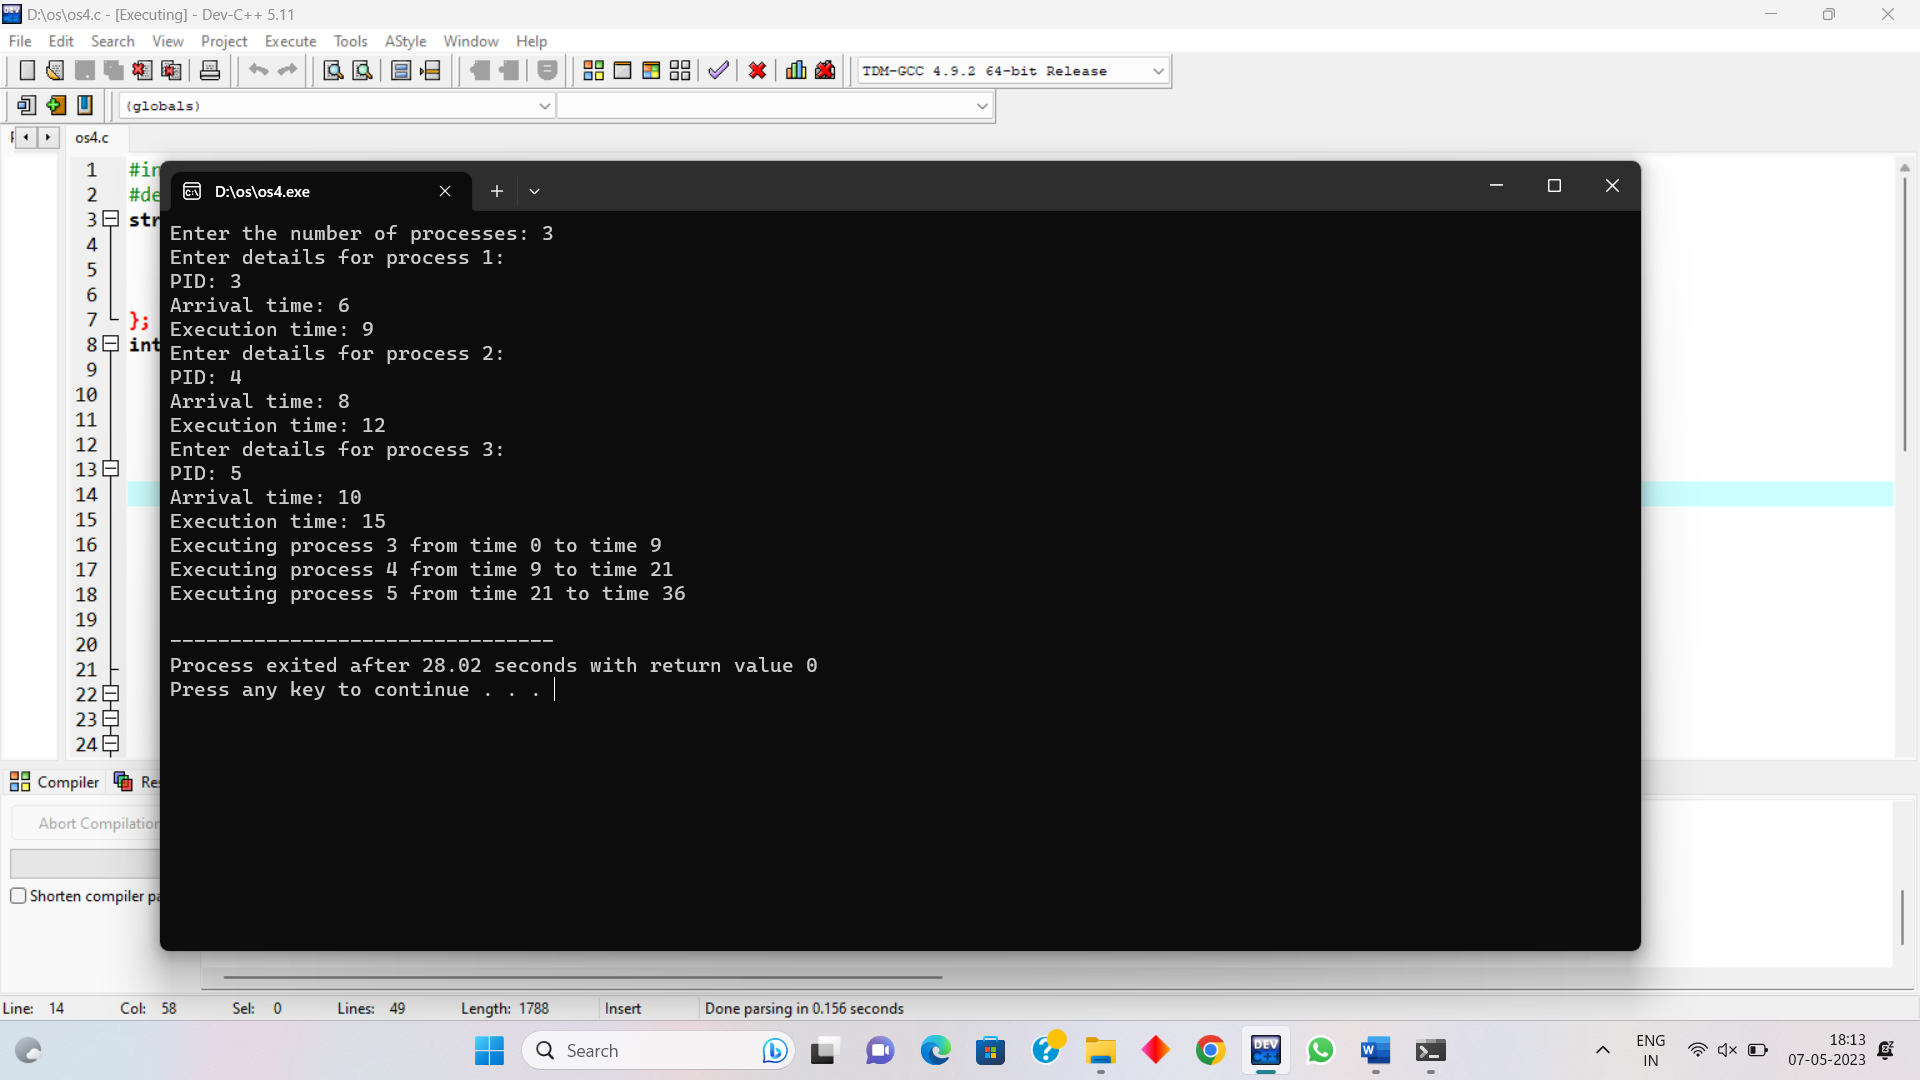 D:\os\os4.c - [Executing] - Dev-C++ 5.11
File Edit Search View Project Execute Tools AStyle Window Help
TDM-GCC 4.9.2 64-bit Release
(globals)
os4.c
1 #in
2 #de
3 str
4
5
6
7 };
8 int
9
10
11
12
13
14
15
16
17
18
19
20
21
22
23
24
D:\os\os4.exe
Enter the number of processes: 3
Enter details for process 1:
PID: 3
Arrival time: 6
Execution time: 9
Enter details for process 2:
PID: 4
Arrival time: 8
Execution time: 12
Enter details for process 3:
PID: 5
Arrival time: 10
Execution time: 15
Executing process 3 from time 0 to time 9
Executing process 4 from time 9 to time 21
Executing process 5 from time 21 to time 36
--------------------------------
Process exited after 28.02 seconds with return value 0
Press any key to continue . . .
Compiler Res
Abort Compilation
Shorten compiler pa
Line: 14 Col: 58 Sel: 0 Lines: 49 Length: 1788 Insert Done parsing in 0.156 seconds
Search
DEV C++
W
ENG
IN
18:13
07-05-2023